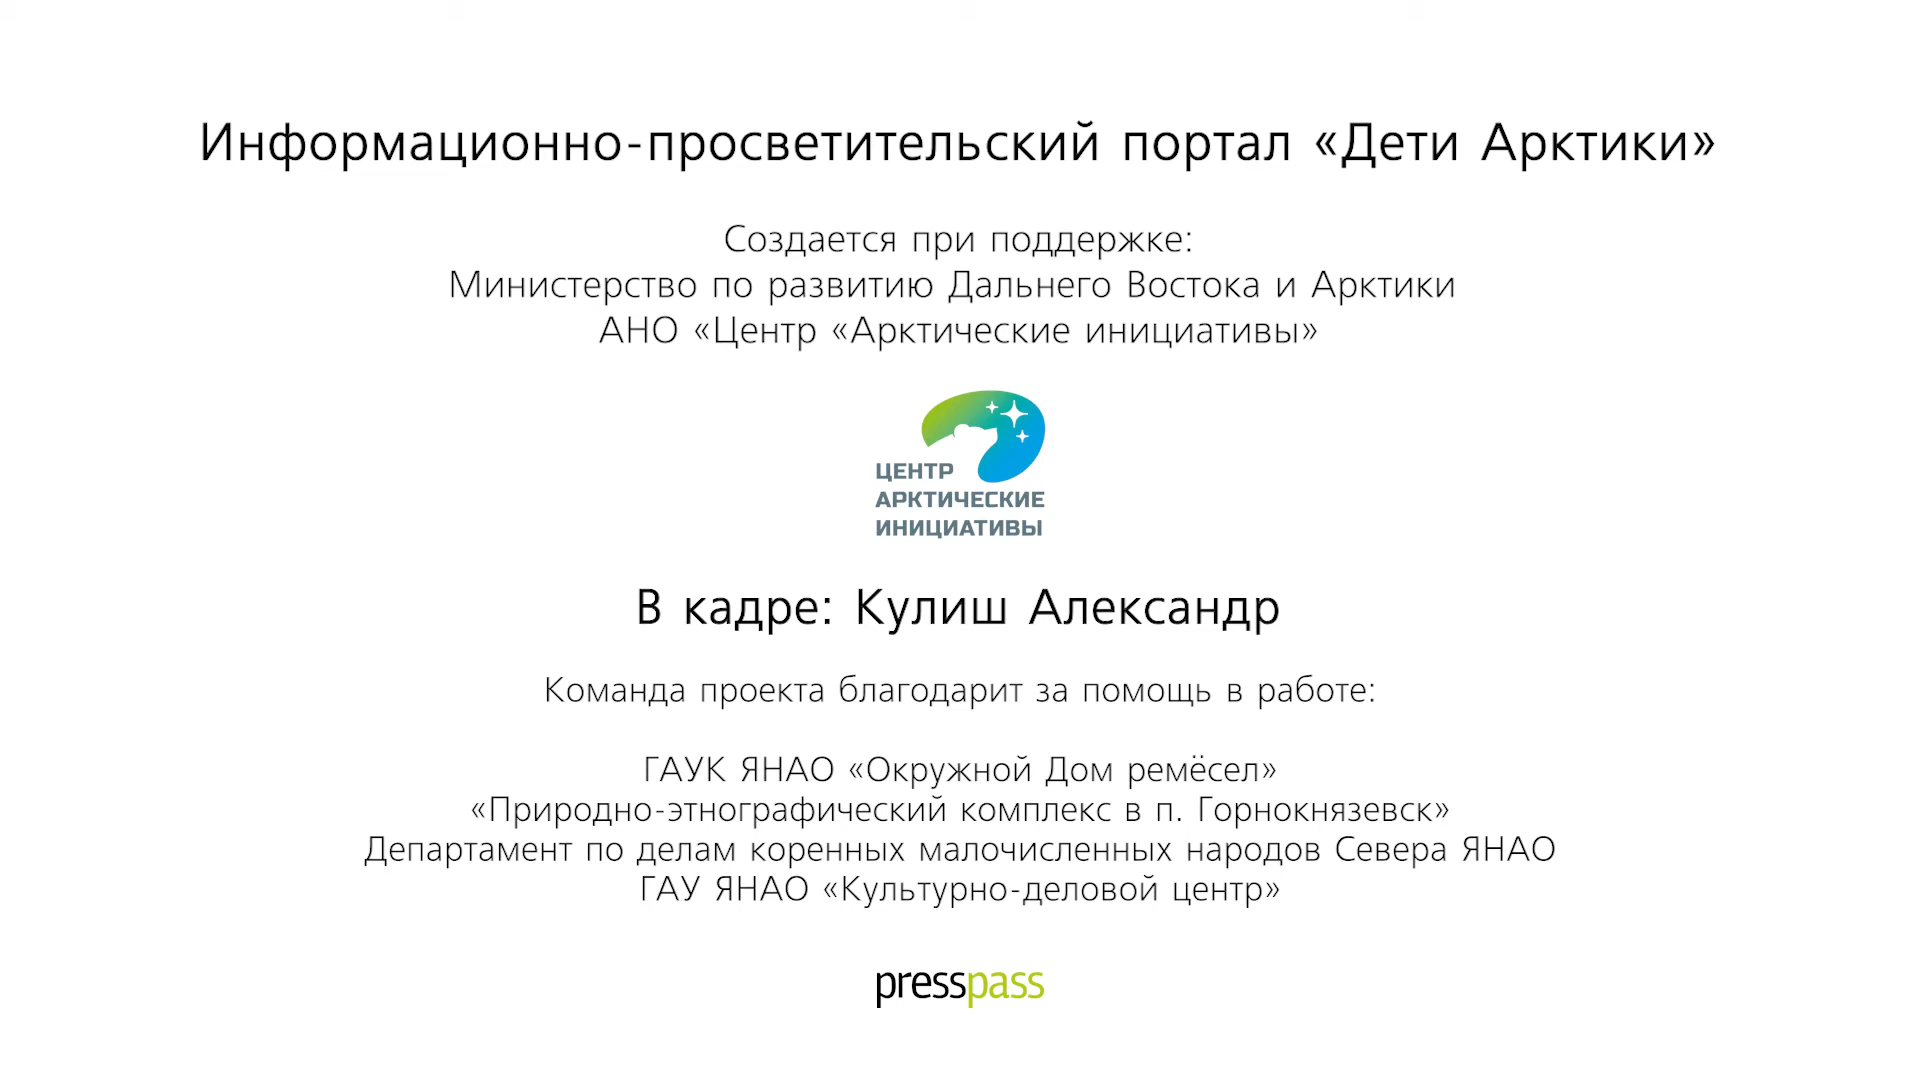 Информационно-просветительский портал «Дети Арктики»
Создается при поддержке:
Министерство по развитию Дальнего Востока и Арктики
АНО «Центр «Арктические инициативы»
ЦЕНТР
АРКТИЧЕСКИЕ
ИНИЦИАТИВЫ
В кадре: Кулиш Александр
Команда проекта благодарит за помощь в работе:
ГАУК ЯНАО «Окружной Дом ремёсел»
«Природно-этнографический комплекс в п. Горнокнязевск»
Департамент по делам коренных малочисленных народов Севера ЯНАО
ГАУ ЯНАО «Культурно-деловой центр»
presspass